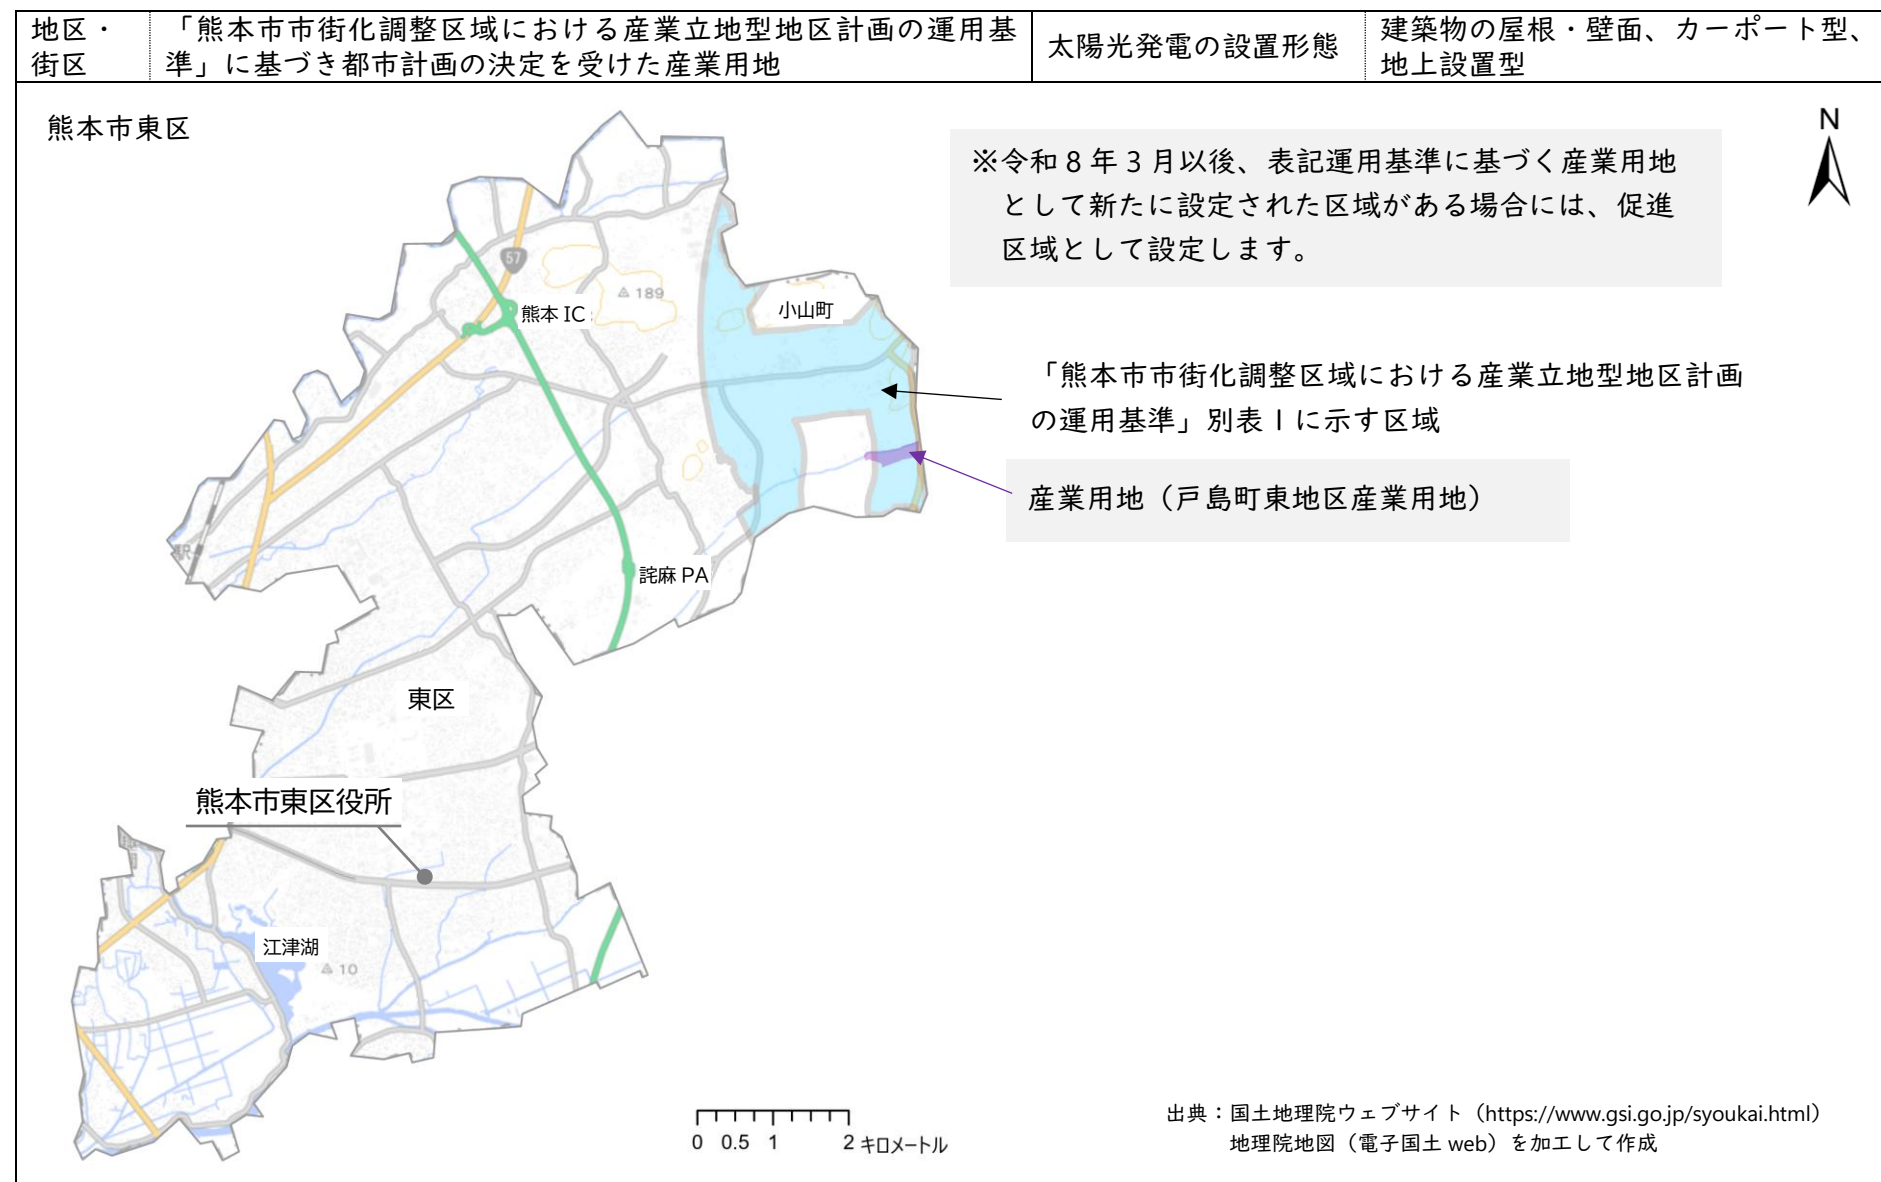 地区・
街区
「熊本市市街化調整区域における産業立地型地区計画の運用基
準」に基づき都市計画の決定を受けた産業用地
太陽光発電の設置形態
建築物の屋根・壁面、カーポート型、
地上設置型
熊本市東区
N
※令和8年3月以後、表記運用基準に基づく産業用地
として新たに設定された区域がある場合には、促進
区域として設定します。
57
189
熊本IC
小山町
「熊本市市街化調整区域における産業立地型地区計画
の運用基準」別表1に示す区域
産業用地（戸島町東地区産業用地）
駅
詫麻PA
東区
熊本市東区役所
江津湖
10
0 0.5 1 2 キロメートル
出典：国土地理院ウェブサイト（https://www.gsi.go.jp/syoukai.html）
地理院地図（電子国土web）を加工して作成